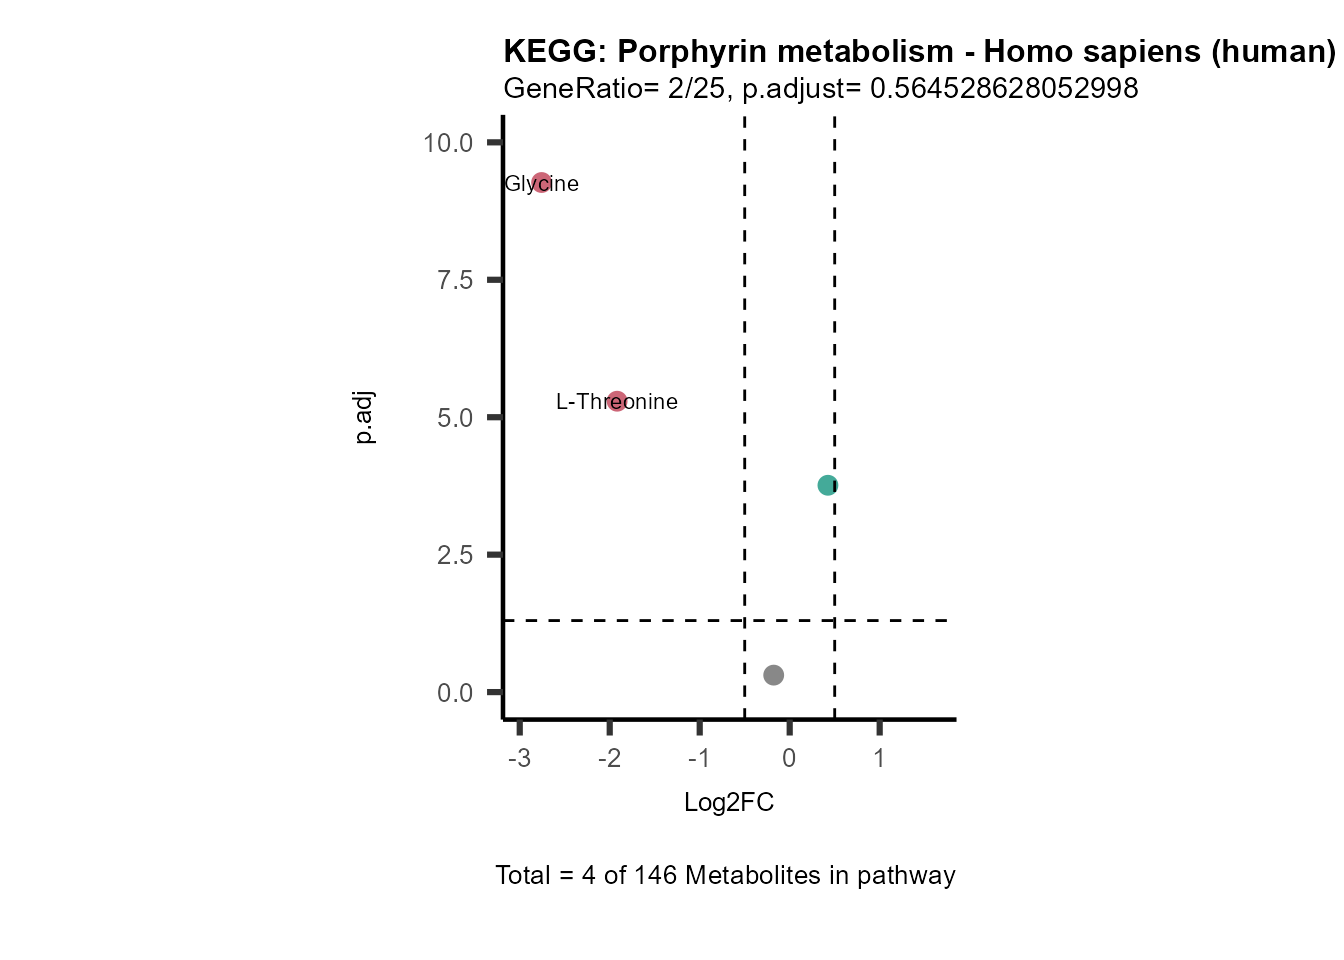 KEGG: Porphyrin metabolism - Homo sapiens (human)
GeneRatio= 2/25, p.adjust= 0.564528628052998
10.0
Glycine
7.5
p.adj
L-Threonine
5.0
2.5
0.0
-3 -2 -1 0 1
Log2FC
Total = 4 of 146 Metabolites in pathway